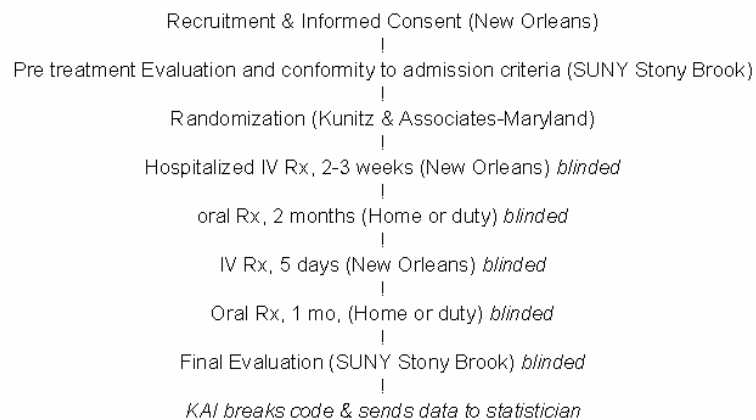 Recruitment & Informed Consent (New Orleans)
!
Pre treatment Evaluation and conformity to admission criteria (SUNY Stony Brook)
!
Randomization (Kunitz & Associates-Maryland)
!
Hospitalized IV Rx, 2-3 weeks (New Orleans) blinded
!
oral Rx, 2 months (Home or duty) blinded
!
IV Rx, 5 days (New Orleans) blinded
!
Oral Rx, 1 mo, (Home or duty) blinded
!
Final Evaluation (SUNY Stony Brook) blinded
!
KAI breaks code & sends data to statistician